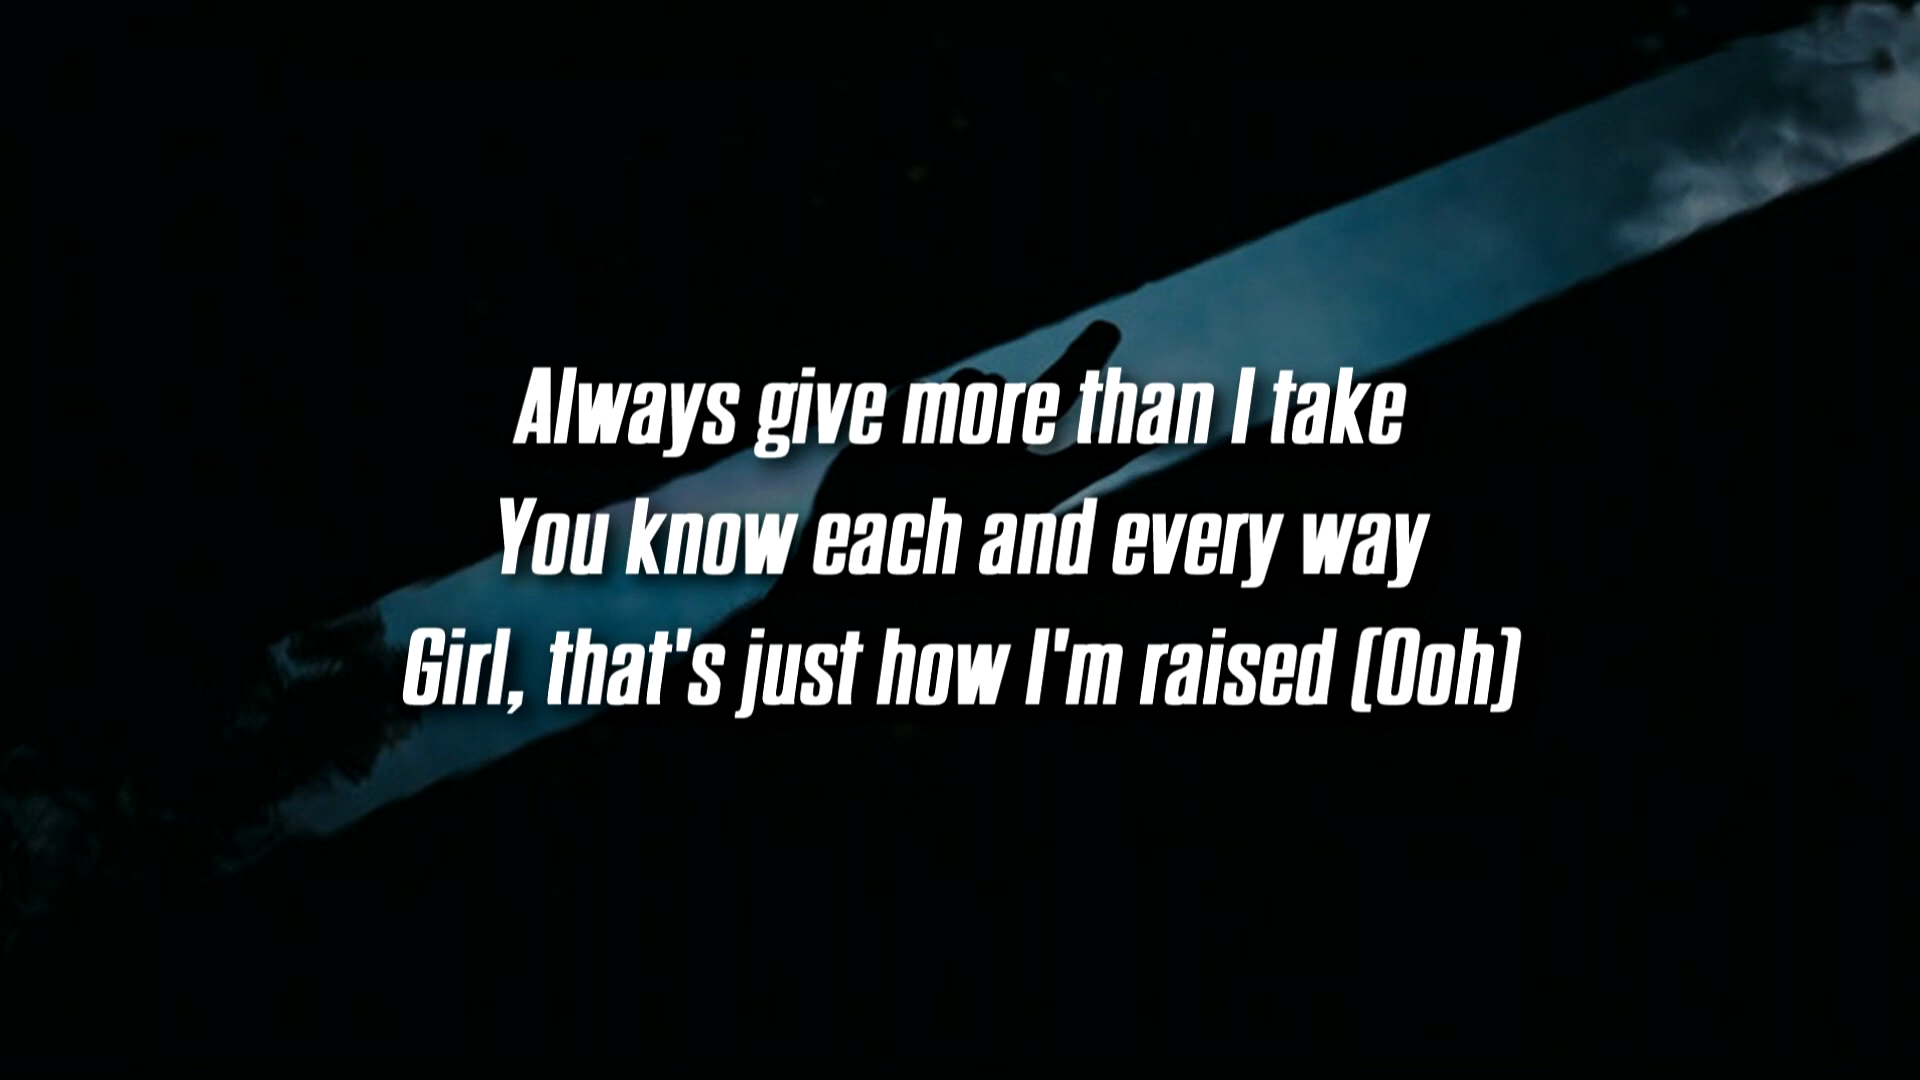 Always give more than I take
You know each and every way
Girl, that's just how I'm raised (Ooh)